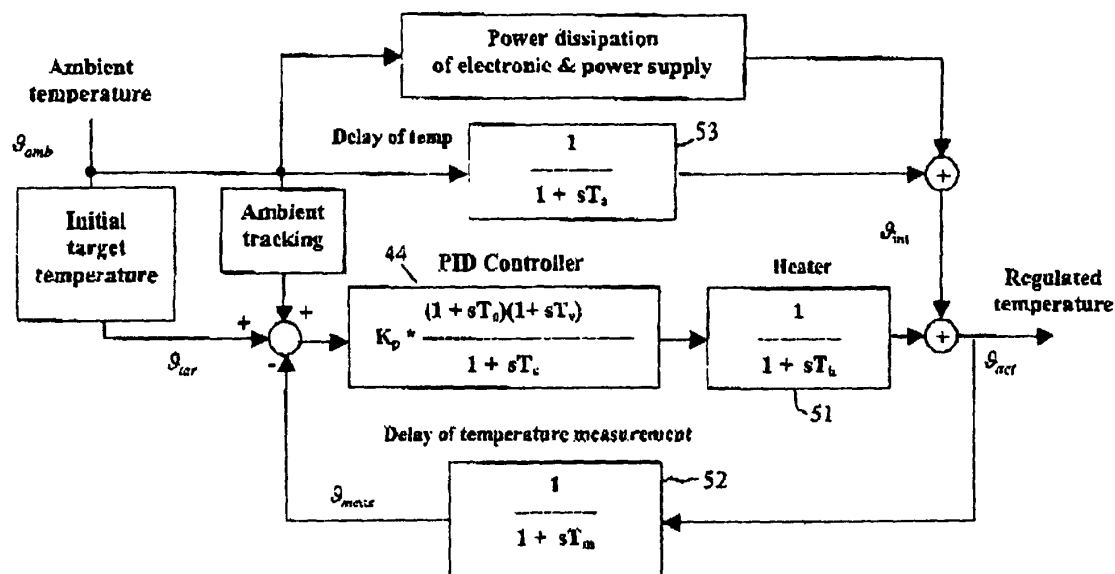 Power dissipation
of electronic & power supply
Ambient
temperature
ϑamb
Delay of temp
1
1 + sTa
53
+
Initial
target
temperature
Ambient
tracking
ϑint
44
PID Controller
Heater
Regulated
temperature
+
+
-
ϑtar
Kp *
(1 + sTd)(1+ sTv)
1 + sTc
1
1 + sTh
51
+
ϑact
Delay of temperature measurement
ϑmeas
1
1 + sTm
52